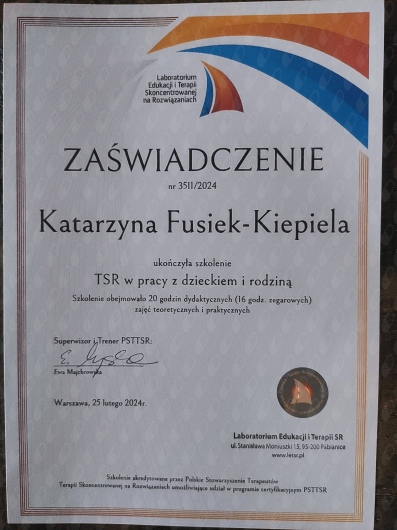 Laboratorium
Edukacji i Terapii
Skoncentrowanej
na Rozwiązaniach
ZAŚWIADCZENIE
nr 3511/2024
Katarzyna Fusiek-Kiepiela
ukończyła szkolenie
TSR w pracy z dzieckiem i rodziną
Szkolenie obejmowało 20 godzin dydaktycznych (16 godz. zegarowych)
zajęć teoretycznych i praktycznych
Superwizor i Trener PSTTSR:
Ewa Majchrowska
Warszawa, 25 lutego 2024r.
Laboratorium Edukacji i Terapii SR
ul. Stanisława Moniuszki 15, 95-200 Pabianice
www.letsr.pl
Szkolenie akredytowane przez Polskie Stowarzyszenie Terapeutów
Terapii Skoncentrowanej na Rozwiązaniach umożliwiające udział w programie certyfikacyjnym PSTTSR